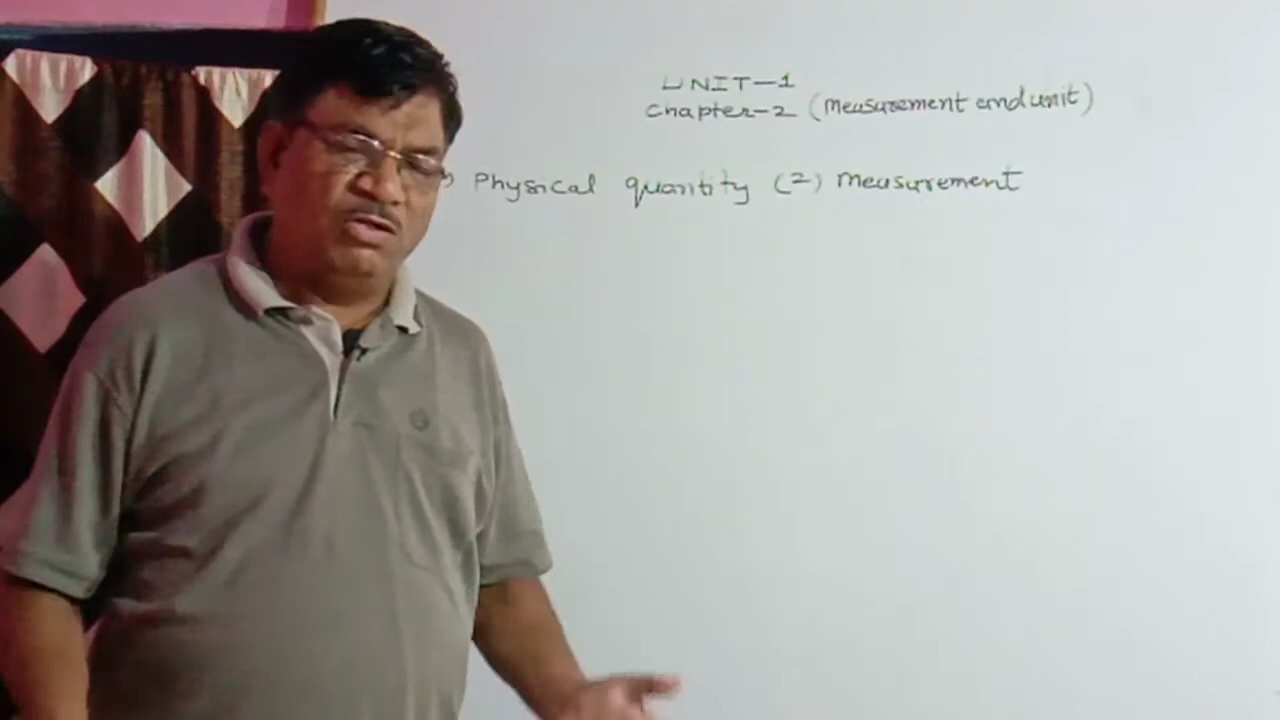 UNIT-1
Chapter-2 (Measurement and unit)
) Physical quantity (2) Measurement